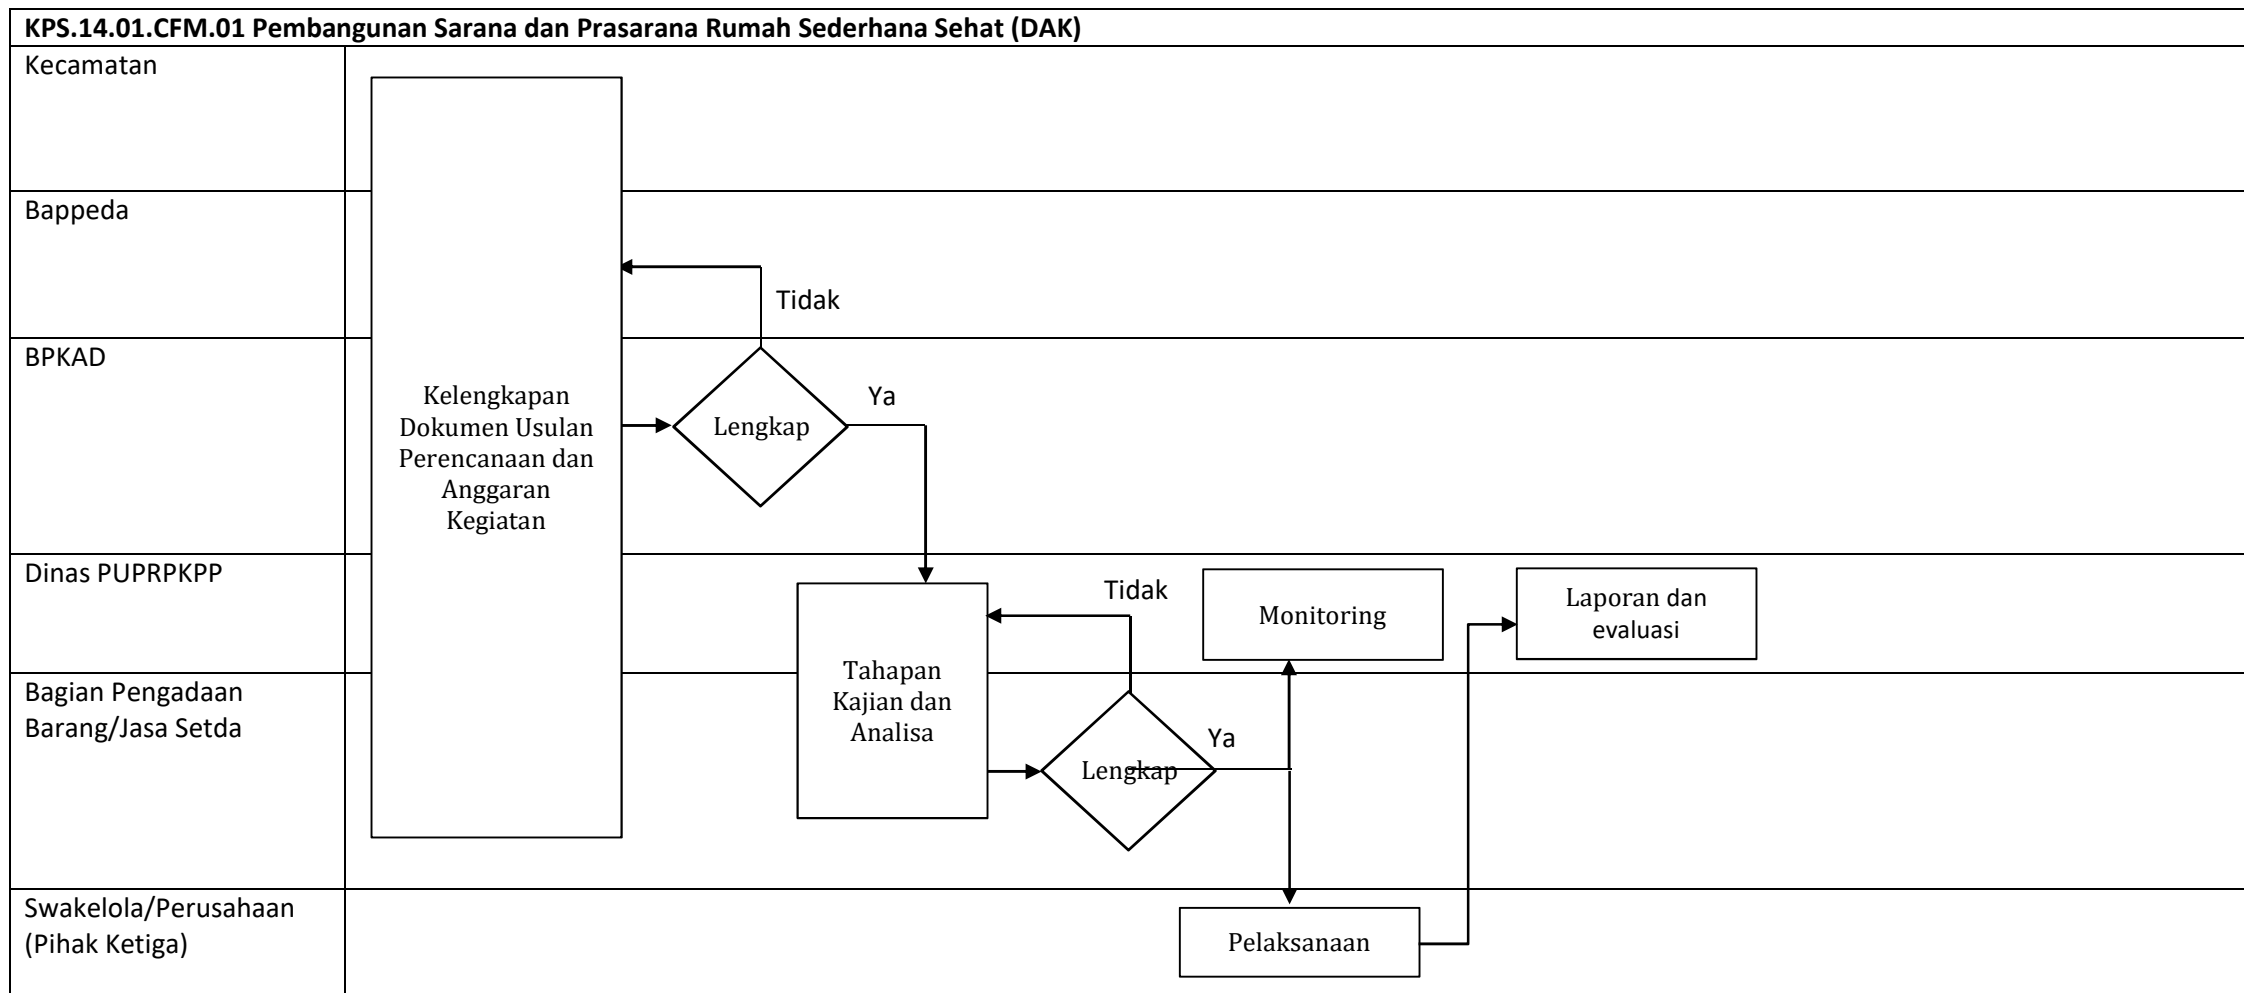 KPS.14.01.CFM.01 Pembangunan Sarana dan Prasarana Rumah Sederhana Sehat (DAK)
Kecamatan
Bappeda
Tidak
BPKAD
Kelengkapan
Dokumen Usulan
Perencanaan dan
Anggaran
Kegiatan
Lengkap
Ya
Dinas PUPRPKPP
Tidak
Monitoring
Laporan dan
evaluasi
Bagian Pengadaan
Barang/Jasa Setda
Tahapan
Kajian dan
Analisa
Lengkap
Ya
Swakelola/Perusahaan
(Pihak Ketiga)
Pelaksanaan